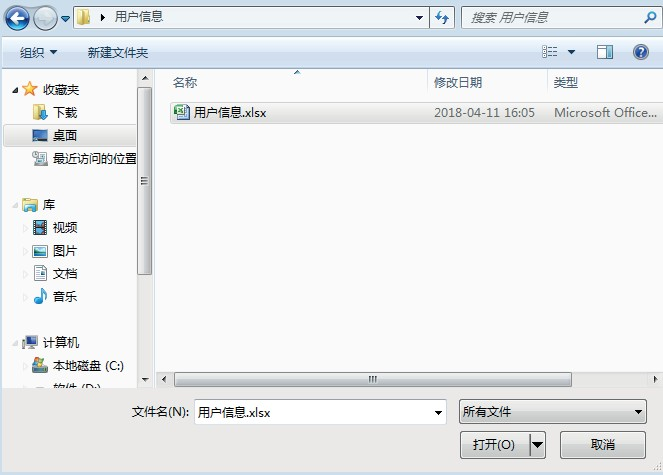 用户信息
搜索 用户信息
组织
新建文件夹
名称
修改日期
类型
收藏夹
下载
桌面
最近访问的位置
库
视频
图片
文档
音乐
计算机
本地磁盘 (C:)
软件 (D:)
用户信息.xlsx
2018-04-11 16:05
Microsoft Office...
文件名(N):
用户信息.xlsx
所有文件
打开(O)
取消